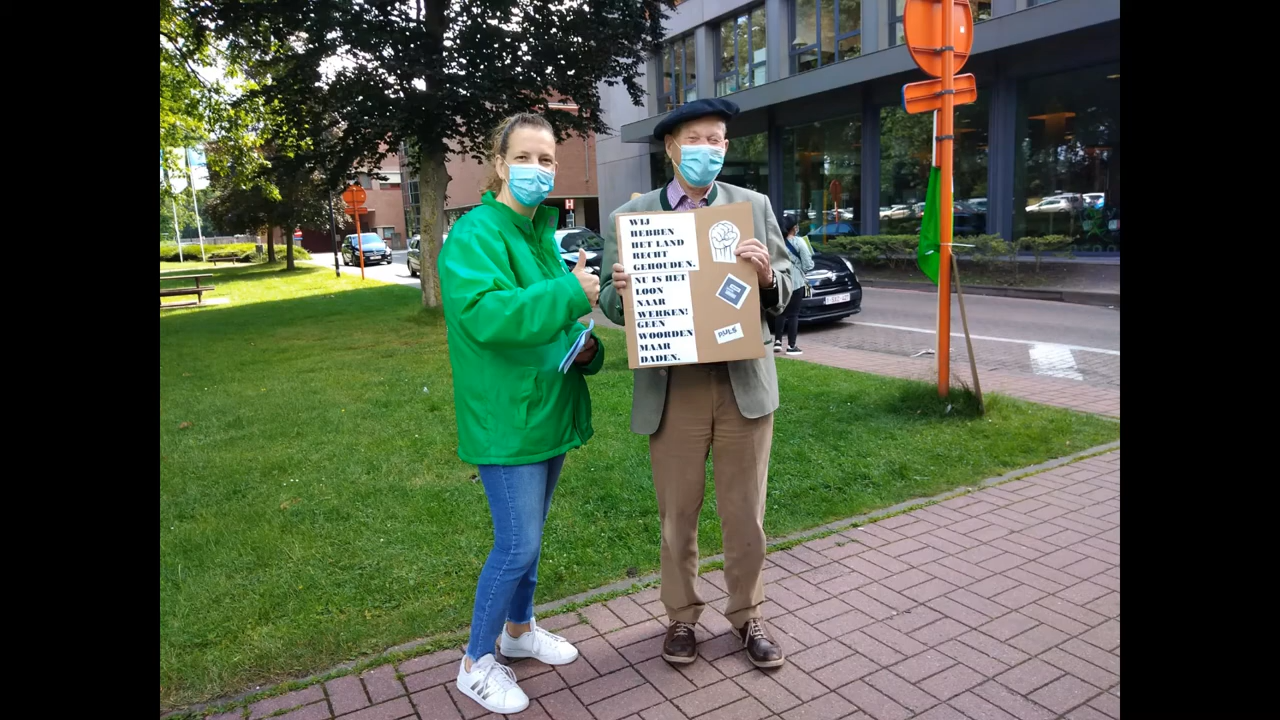 WIJ
HEBBEN
HET LAND
RECHT
GEHOUDEN.
NU IS HET
LOON
NAAR
WERKEN!
GEEN
WOORDEN
MAAR
DADEN.
PULS
H